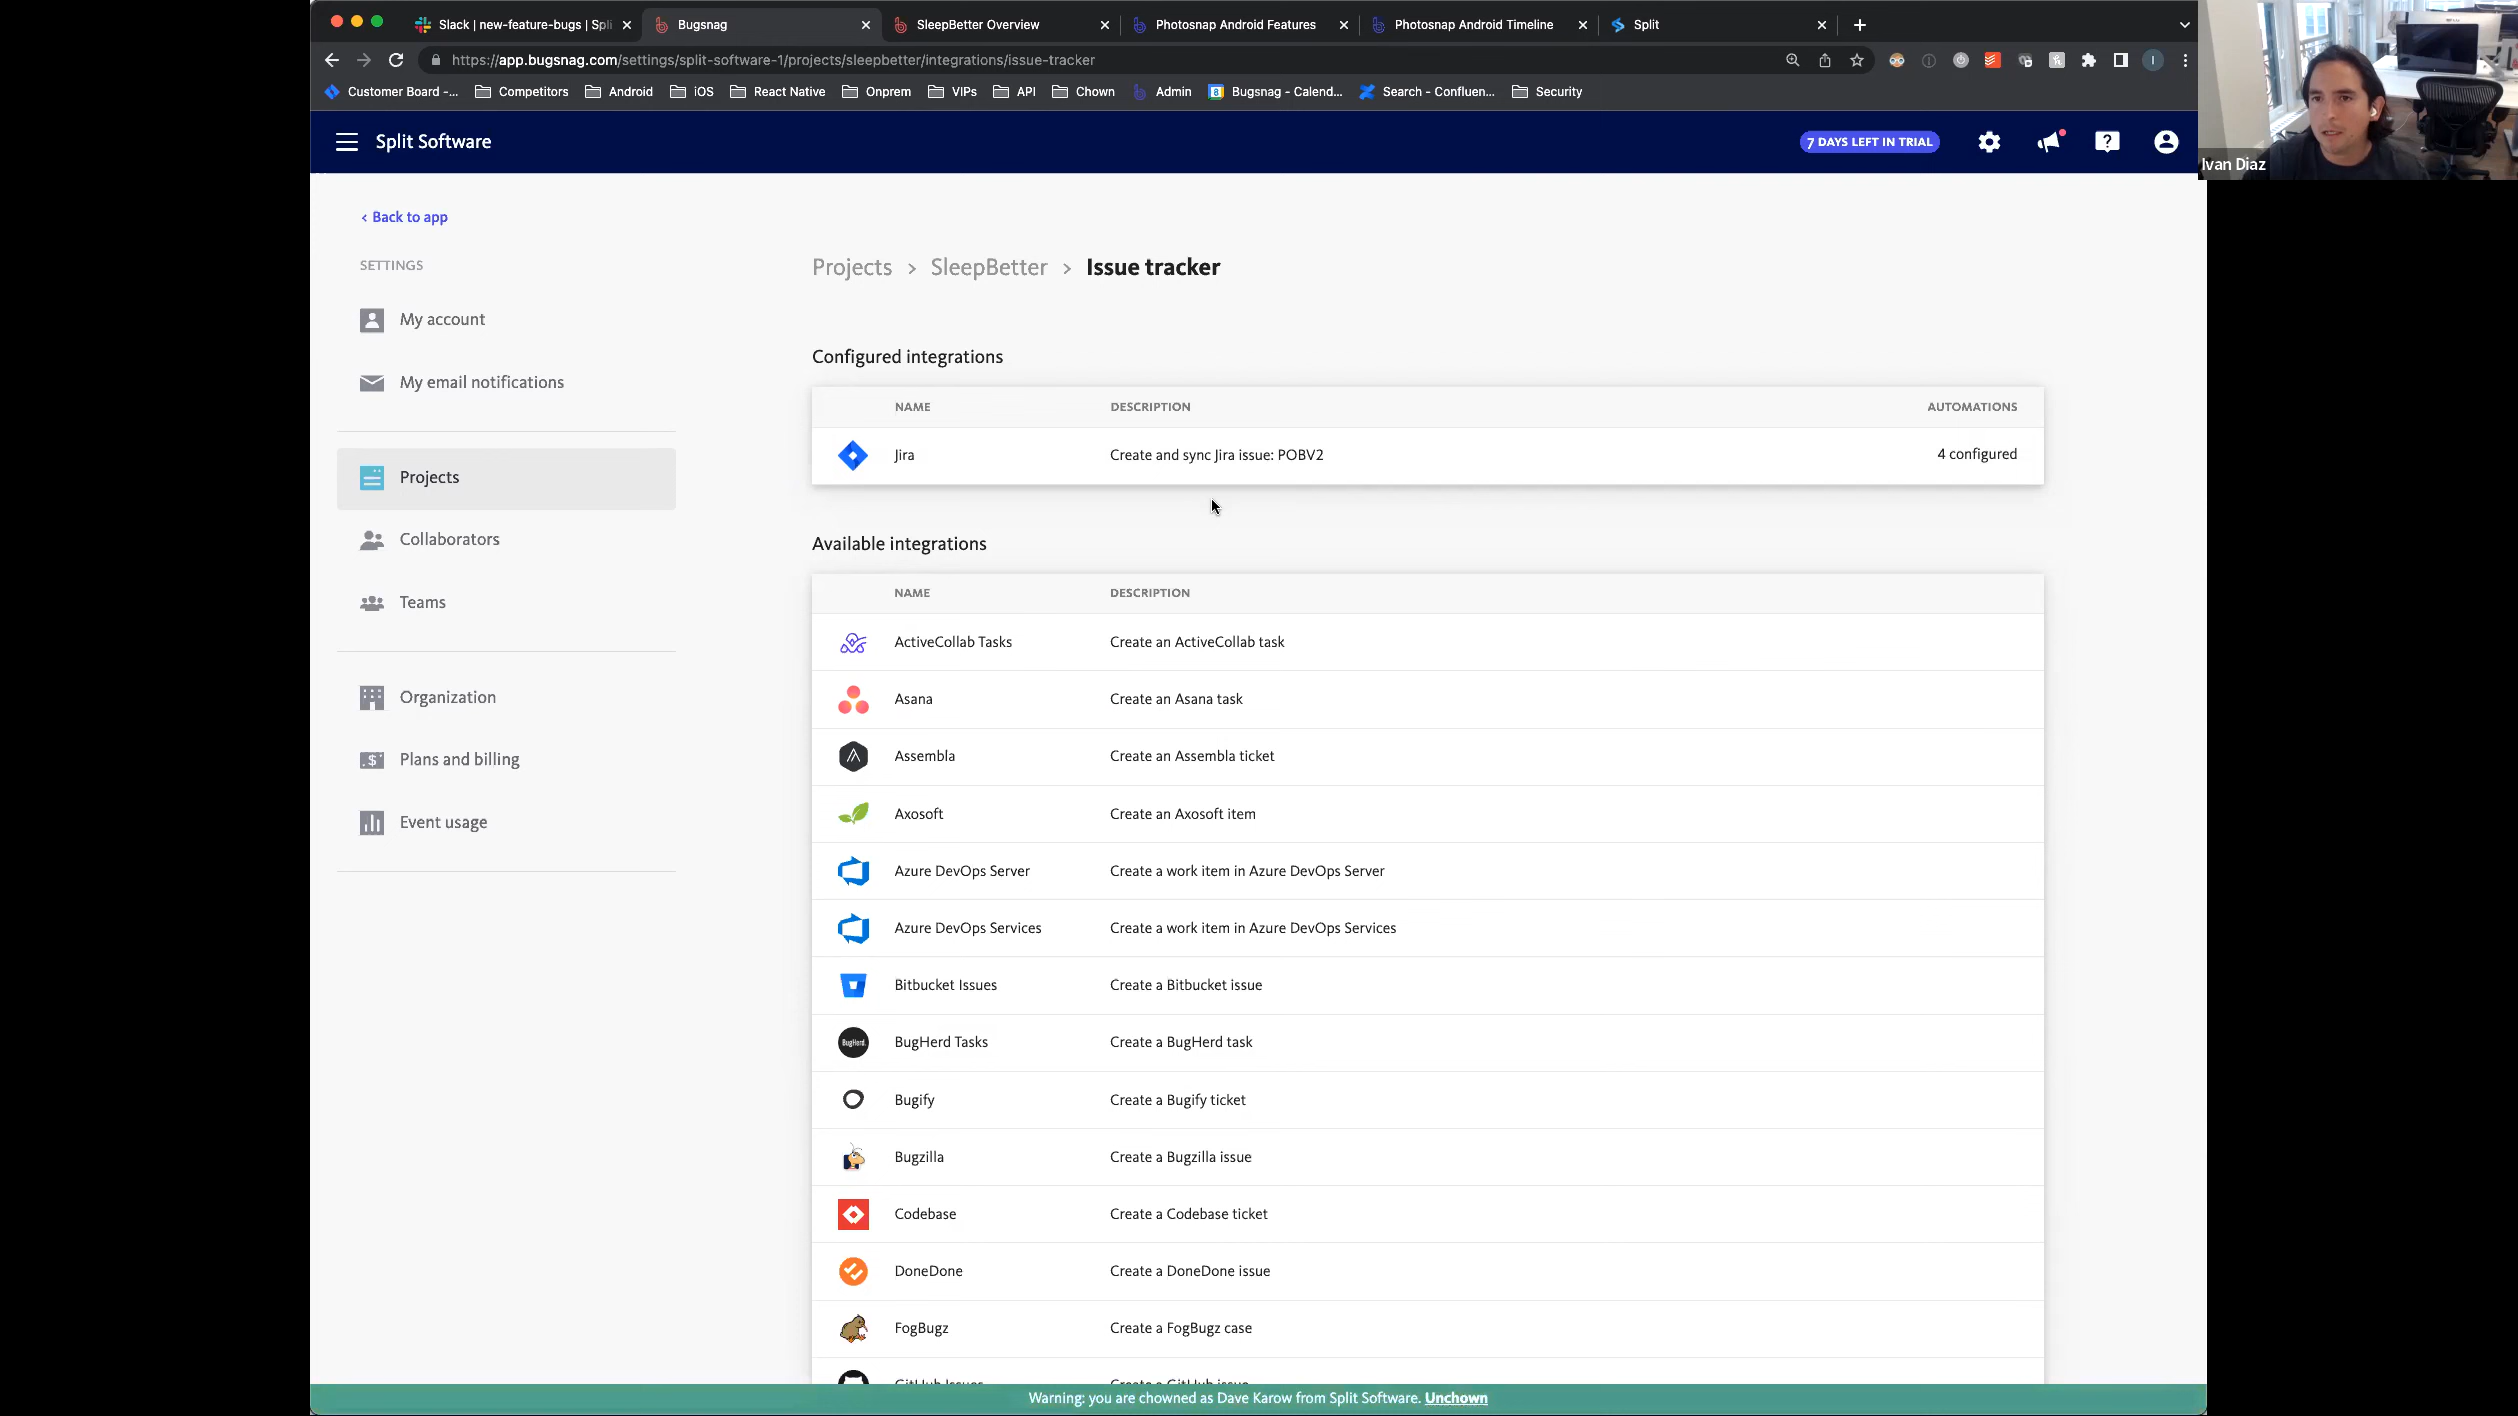 Slack | new-feature-bugs | Spli
Bugsnag
SleepBetter Overview
Photosnap Android Features
Photosnap Android Timeline
Split
https://app.bugsnag.com/settings/split-software-1/projects/sleepbetter/integrations/issue-tracker
Customer Board -...
Competitors
Android
iOS
React Native
Onprem
VIPs
API
Chown
Admin
Bugsnag - Calend...
Search - Confluen...
Security
Split Software
7 DAYS LEFT IN TRIAL
Ivan Diaz
< Back to app
SETTINGS
My account
My email notifications
Projects
Collaborators
Teams
Organization
Plans and billing
Event usage
Projects > SleepBetter > Issue tracker
Configured integrations
NAME DESCRIPTION AUTOMATIONS
Jira Create and sync Jira issue: POBV2 4 configured
Available integrations
NAME DESCRIPTION
ActiveCollab Tasks Create an ActiveCollab task
Asana Create an Asana task
Assembla Create an Assembla ticket
Axosoft Create an Axosoft item
Azure DevOps Server Create a work item in Azure DevOps Server
Azure DevOps Services Create a work item in Azure DevOps Services
Bitbucket Issues Create a Bitbucket issue
BugHerd Tasks Create a BugHerd task
Bugify Create a Bugify ticket
Bugzilla Create a Bugzilla issue
Codebase Create a Codebase ticket
DoneDone Create a DoneDone issue
FogBugz Create a FogBugz case
GitHub Issues Create a GitHub issue
Warning: you are chowned as Dave Karow from Split Software. Unchown